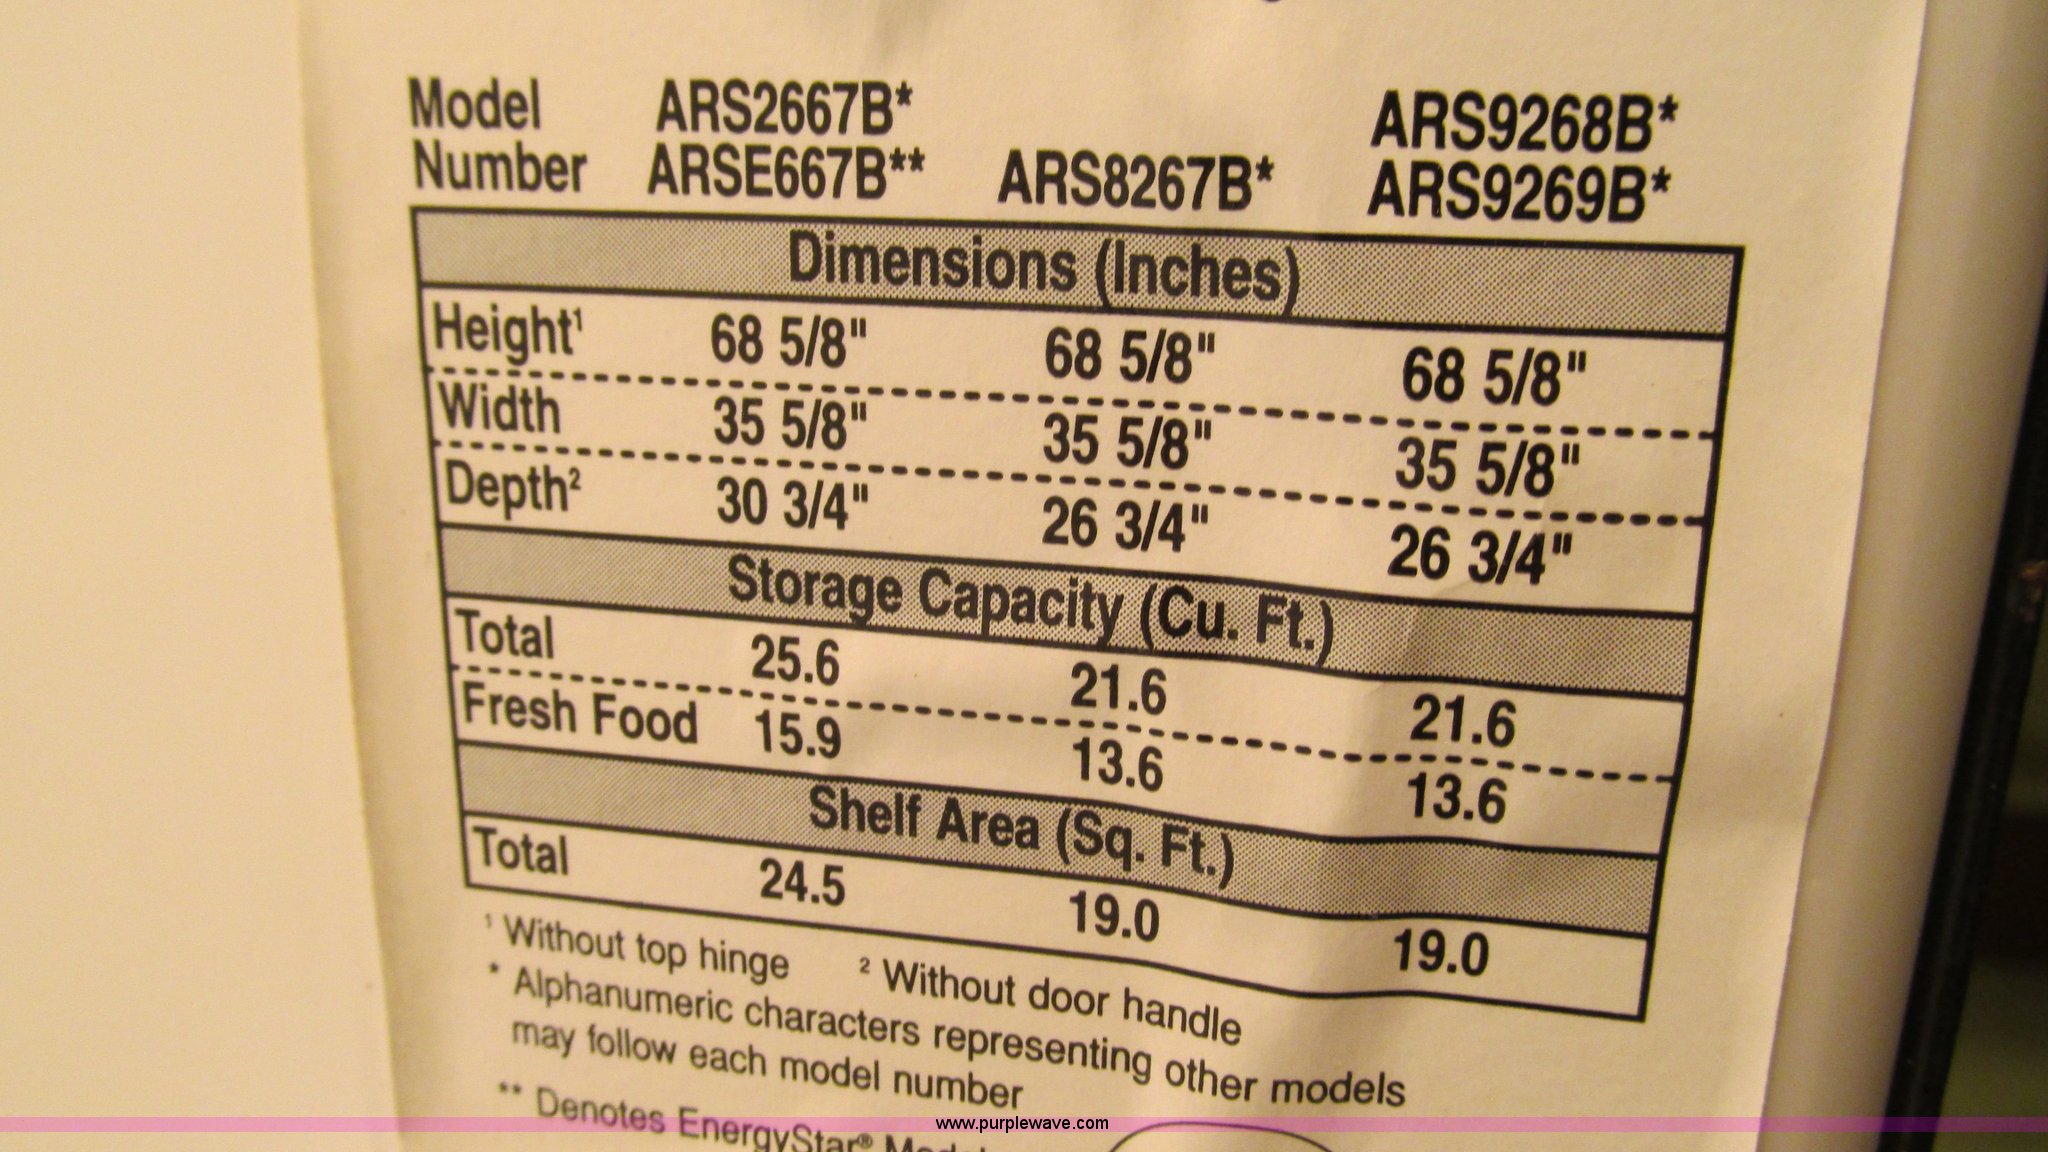 Model ARS2667B* ARS9268B*
Number ARSE667B** ARS8267B* ARS9269B*
Dimensions (Inches)
Height¹ 68 5/8" 68 5/8" 68 5/8"
Width 35 5/8" 35 5/8" 35 5/8"
Depth² 30 3/4" 26 3/4" 26 3/4"
Storage Capacity (Cu. Ft.)
Total 25.6 21.6 21.6
Fresh Food 15.9 13.6 13.6
Shelf Area (Sq. Ft.)
Total 24.5 19.0 19.0
¹ Without top hinge ² Without door handle
* Alphanumeric characters representing other models
may follow each model number
** Denotes EnergyStar®
www.purplewave.com